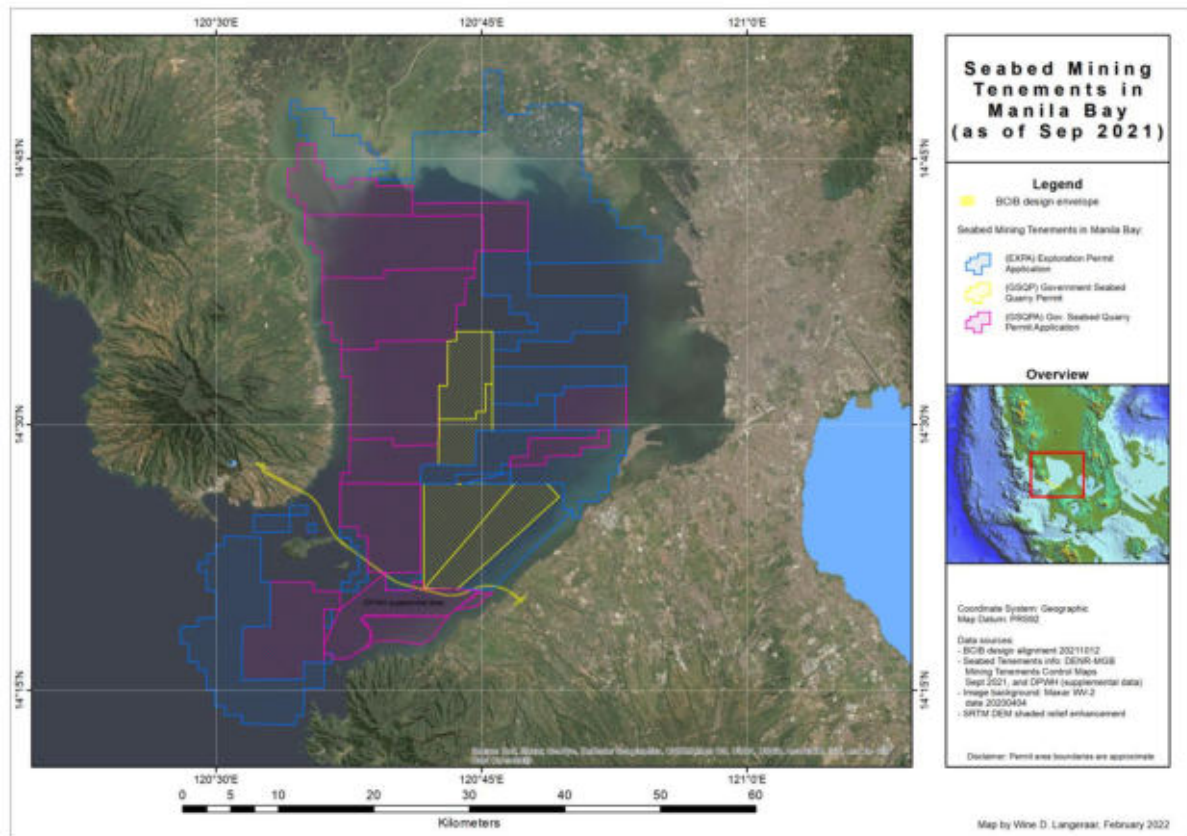 120°30'E 120°45'E 121°0'E
14°45'N 14°45'N
14°30'N 14°30'N
14°15'N 14°15'N
120°30'E 120°45'E 121°0'E
0 5 10 20 30 40 50 60
Kilometers
Seabed Mining
Tenements in
Manila Bay
(as of Sep 2021)
Legend
BCIB design envelope
Seabed Mining Tenements in Manila Bay:
(EXPA) Exploration Permit
Application
(GSQP) Government Seabed
Quarry Permit
(GSQPA) Gov. Seabed Quarry
Permit Application
Overview
Coordinate System: Geographic
Map Datum: PRS92
Data sources:
- BCIB design alignment 20211012
- Seabed Tenements info: DENR-MGB
Mining Tenements Control Maps
Sept 2021, and DPWH (supplemental data)
- Image background: Maxar WV-2
date 20200404
- SRTM DEM shaded relief enhancement
Disclaimer: Permit area boundaries are approximate
Map by Wine D. Langeraar, February 2022